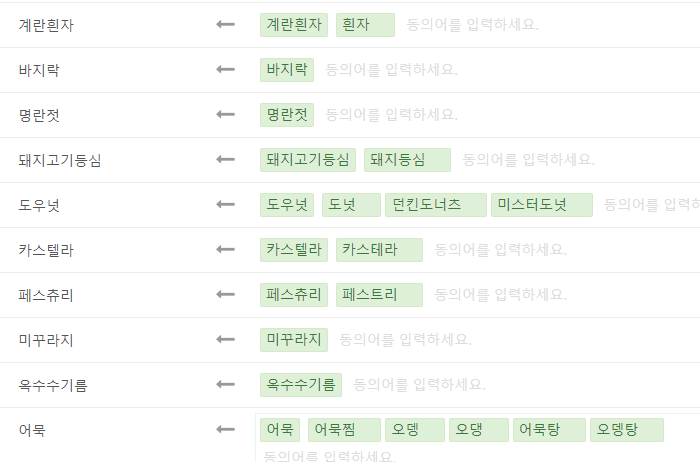 계란흰자 계란흰자 흰자 동의어를 입력하세요.
바지락 바지락 동의어를 입력하세요.
명란젓 명란젓 동의어를 입력하세요.
돼지고기등심 돼지고기등심 돼지등심 동의어를 입력하세요.
도우넛 도우넛 도넛 던킨도너츠 미스터도넛 동의어를 입력하
카스텔라 카스텔라 카스테라 동의어를 입력하세요.
페스츄리 페스츄리 페스트리 동의어를 입력하세요.
미꾸라지 미꾸라지 동의어를 입력하세요.
옥수수기름 옥수수기름 동의어를 입력하세요.
어묵 어묵 어묵찜 오뎅 오댕 어묵탕 오뎅탕
동의어를 입력하세요.